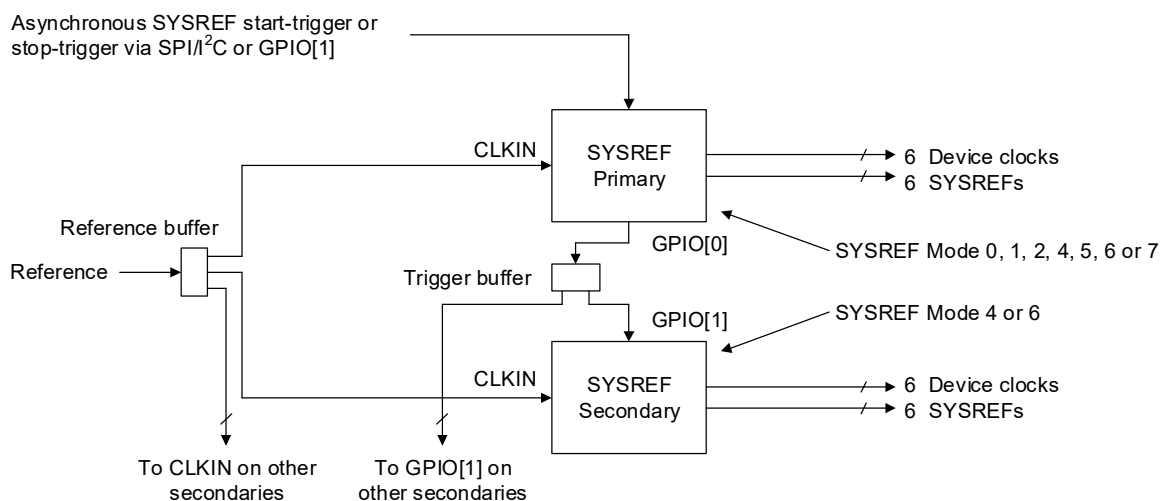 Asynchronous SYSREF start-trigger or
stop-trigger via SPI/I²C or GPIO[1]
CLKIN
SYSREF
Primary
6 Device clocks
6 SYSREFs
Reference buffer
GPIO[0]
SYSREF Mode 0, 1, 2, 4, 5, 6 or 7
Reference
Trigger buffer
GPIO[1]
SYSREF Mode 4 or 6
CLKIN
SYSREF
Secondary
6 Device clocks
6 SYSREFs
To CLKIN on other
secondaries
To GPIO[1] on
other secondaries